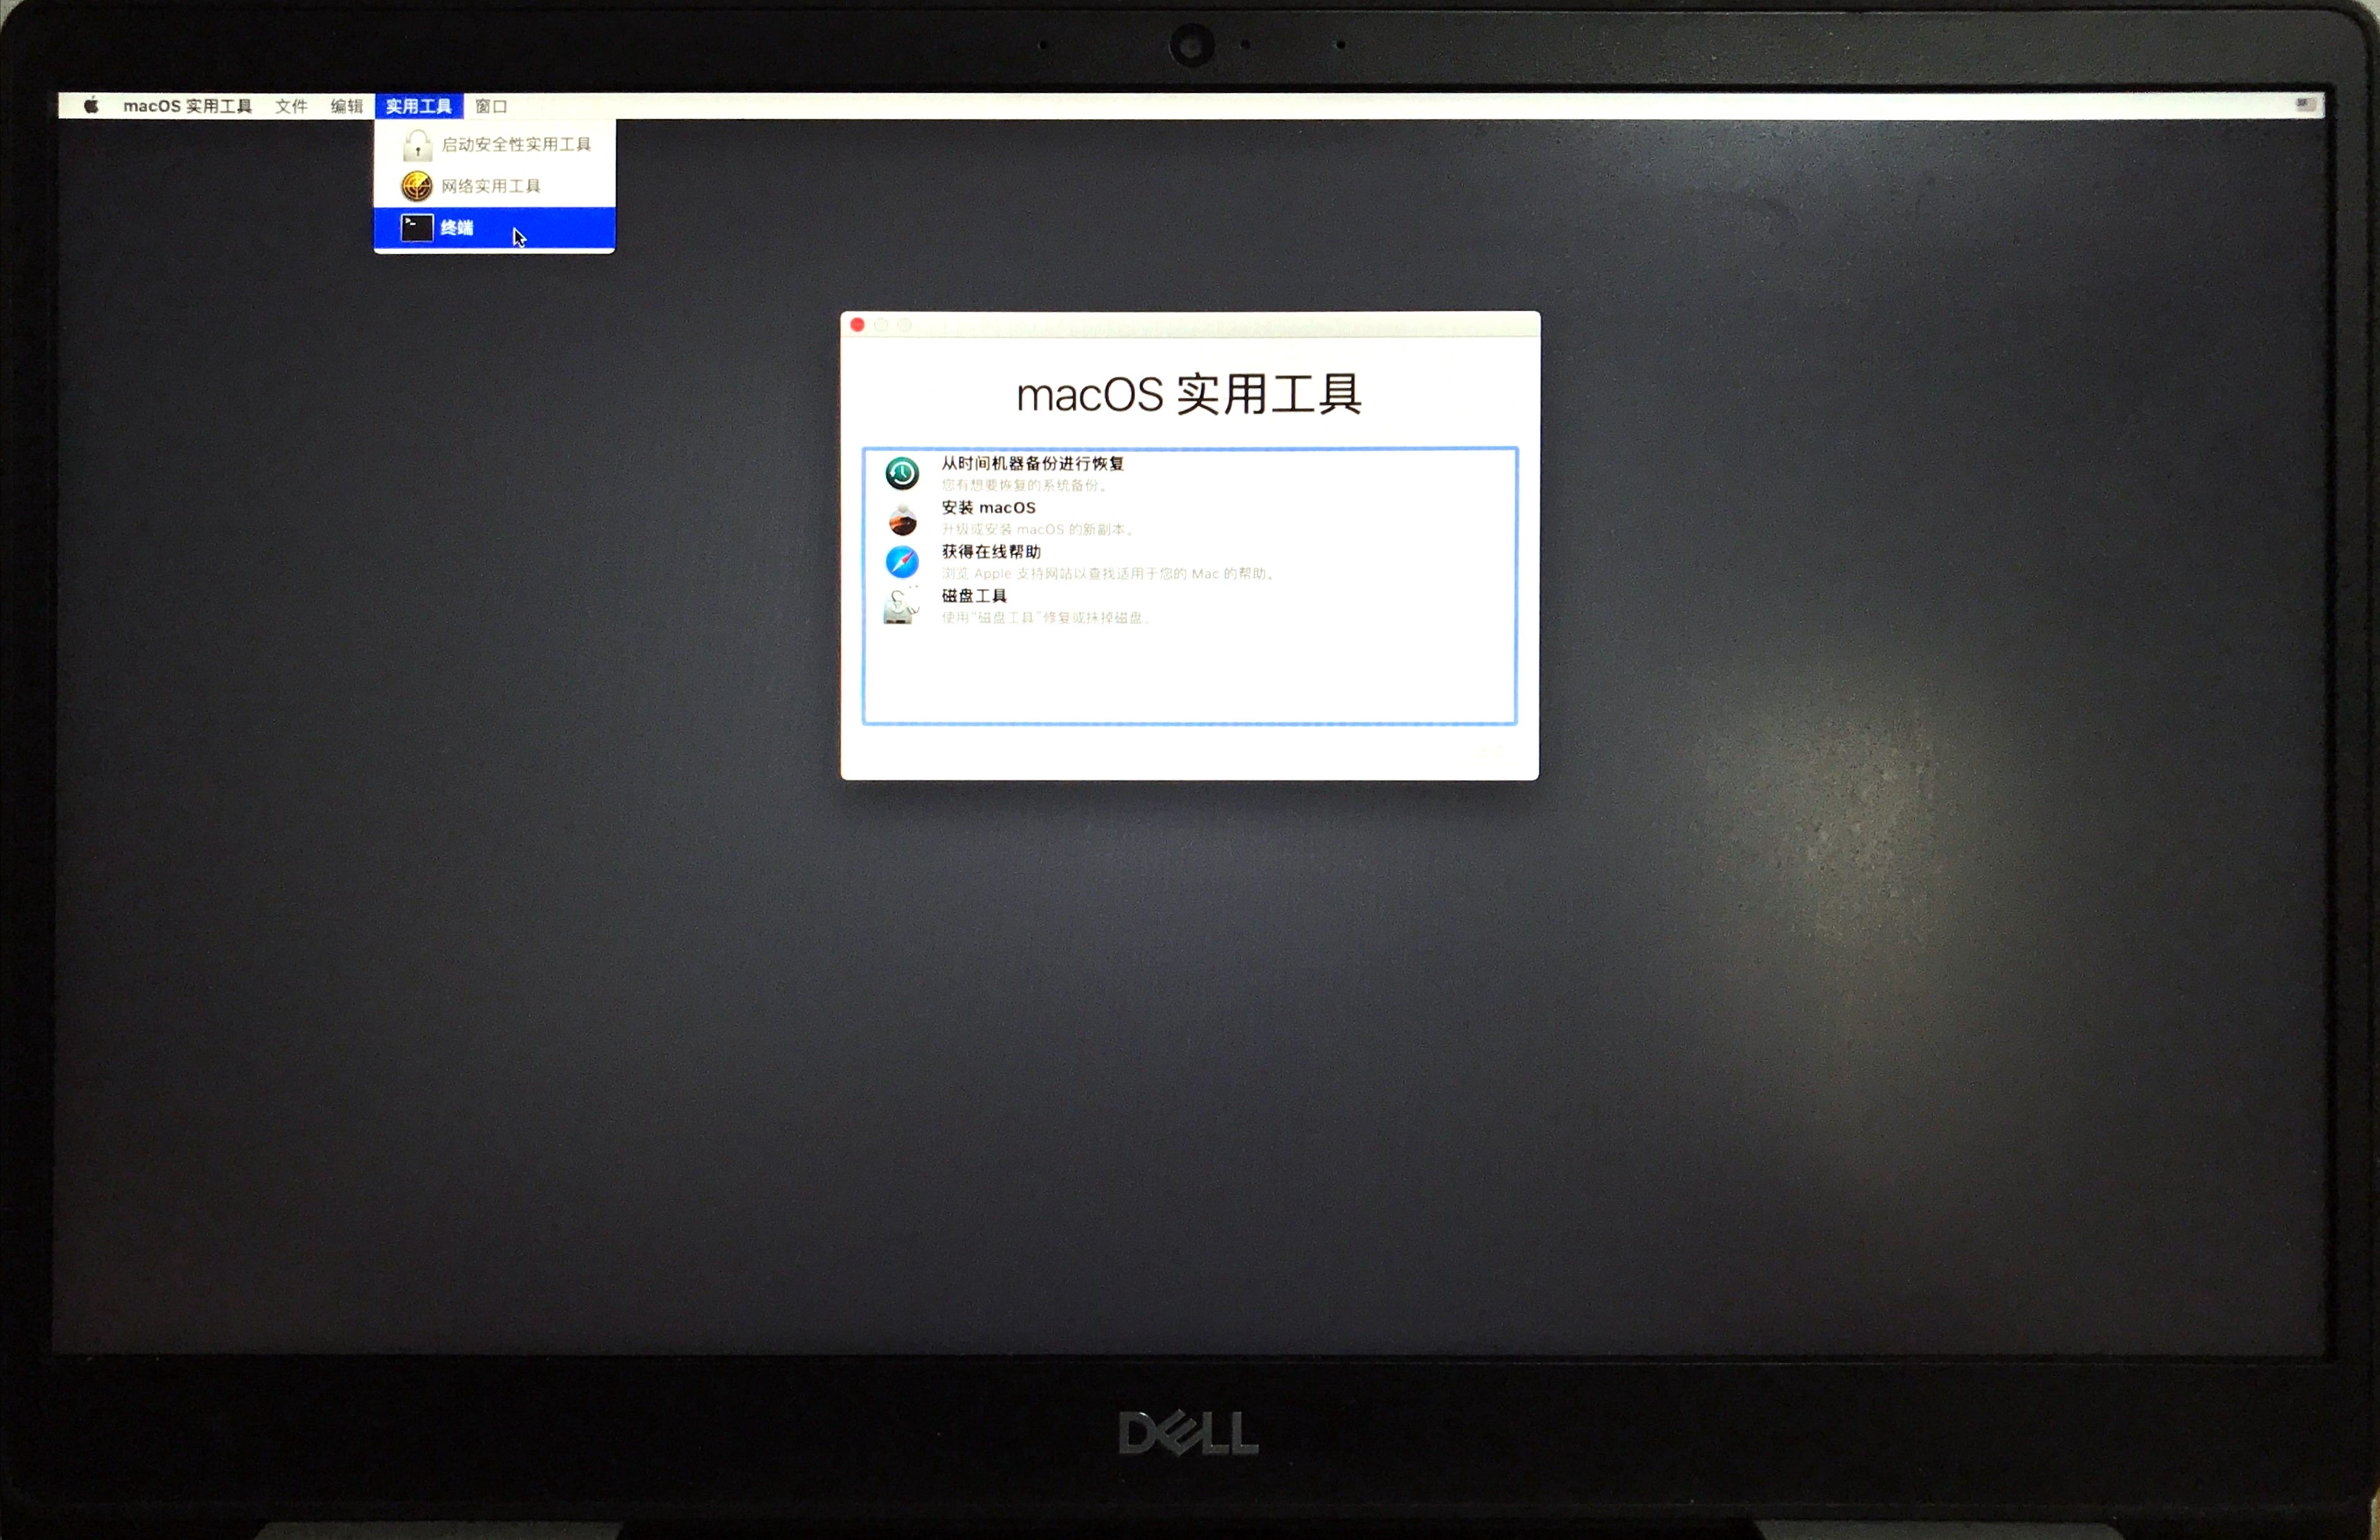 macOS 实用工具 文件 编辑 实用工具 窗口
启动安全性实用工具
网络实用工具
终端
macOS 实用工具
从时间机器备份进行恢复
您有想要恢复的系统备份。
安装 macOS
升级或安装 macOS 的新副本。
获得在线帮助
浏览 Apple 支持网站以查找适用于您的 Mac 的帮助。
磁盘工具
使用“磁盘工具”修复或抹掉磁盘。
DELL